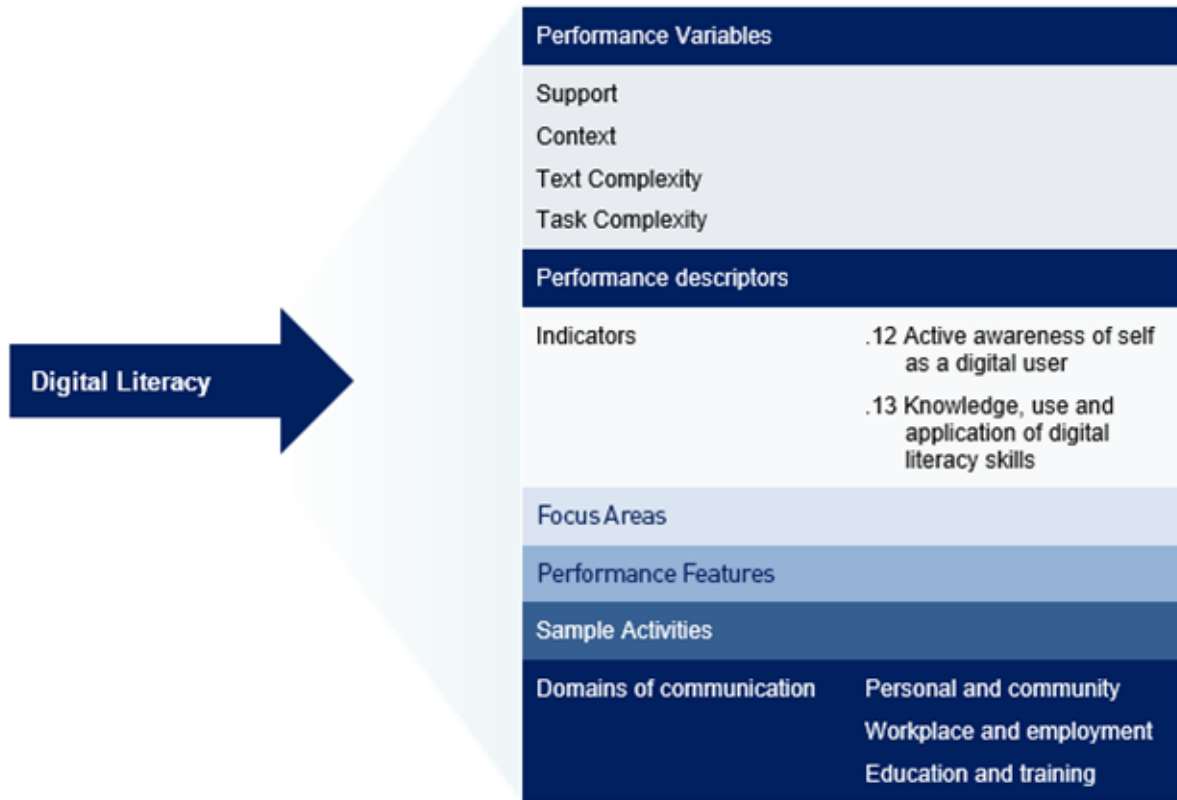 Digital Literacy
Performance Variables
Support
Context
Text Complexity
Task Complexity
Performance descriptors
Indicators
.12 Active awareness of self
as a digital user
.13 Knowledge, use and
application of digital
literacy skills
Focus Areas
Performance Features
Sample Activities
Domains of communication
Personal and community
Workplace and employment
Education and training